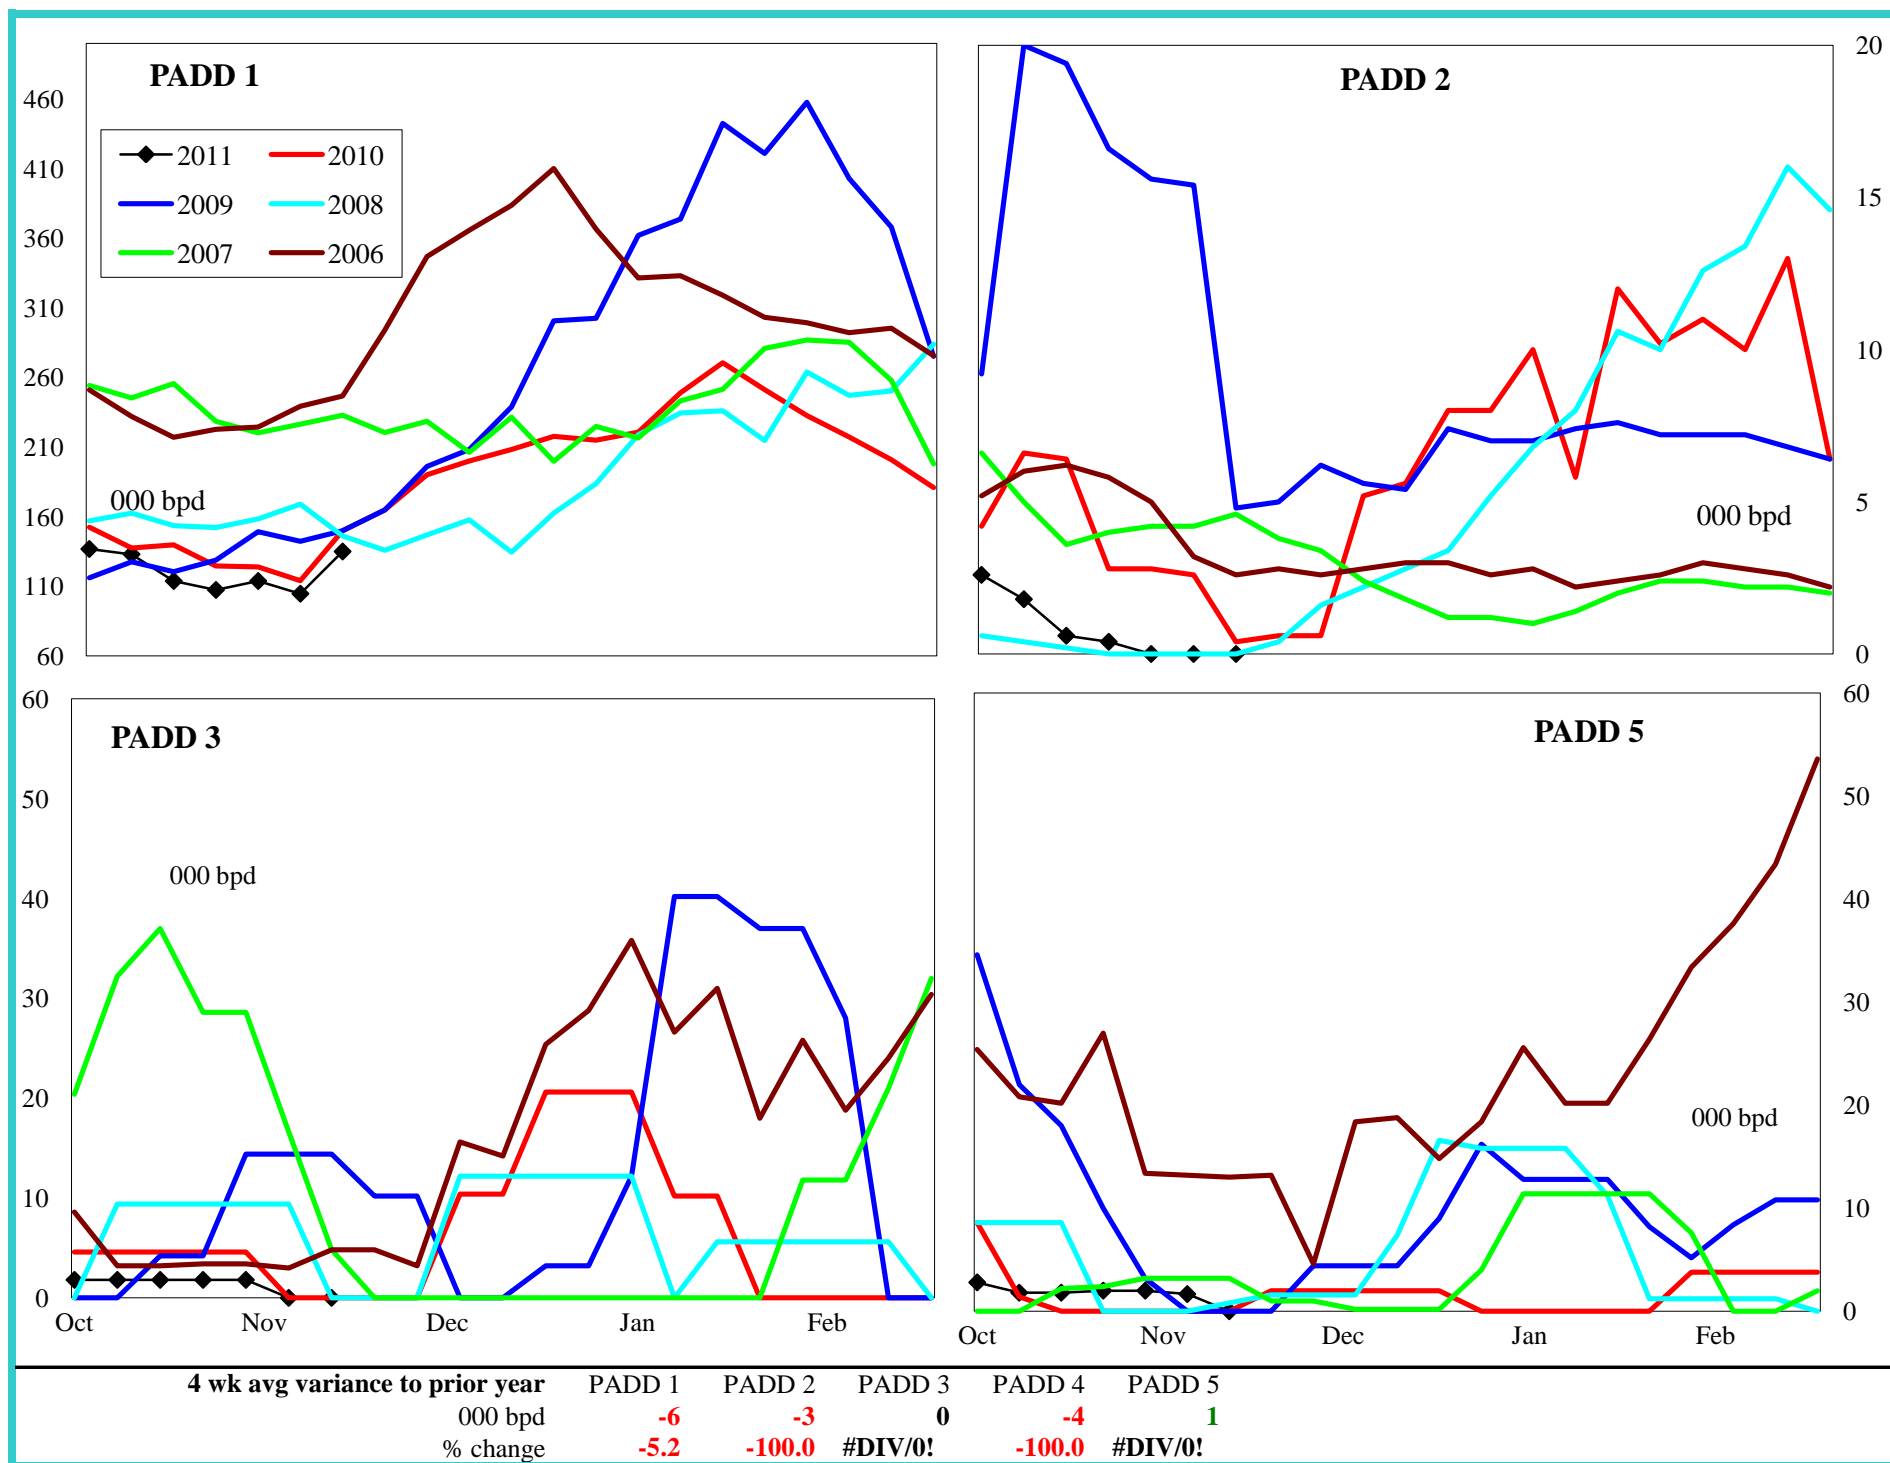 PADD 1
460
410
360
310
260
210
160
110
60
2011 2010
2009 2008
2007 2006
000 bpd
PADD 2
20
15
10
5
0
000 bpd
PADD 3
60
50
40
30
20
10
0
000 bpd
Oct Nov Dec Jan Feb
PADD 5
60
50
40
30
20
10
0
000 bpd
Oct Nov Dec Jan Feb
4 wk avg variance to prior year PADD 1 PADD 2 PADD 3 PADD 4 PADD 5
000 bpd -6 -3 0 -4 1
% change -5.2 -100.0 #DIV/0! -100.0 #DIV/0!